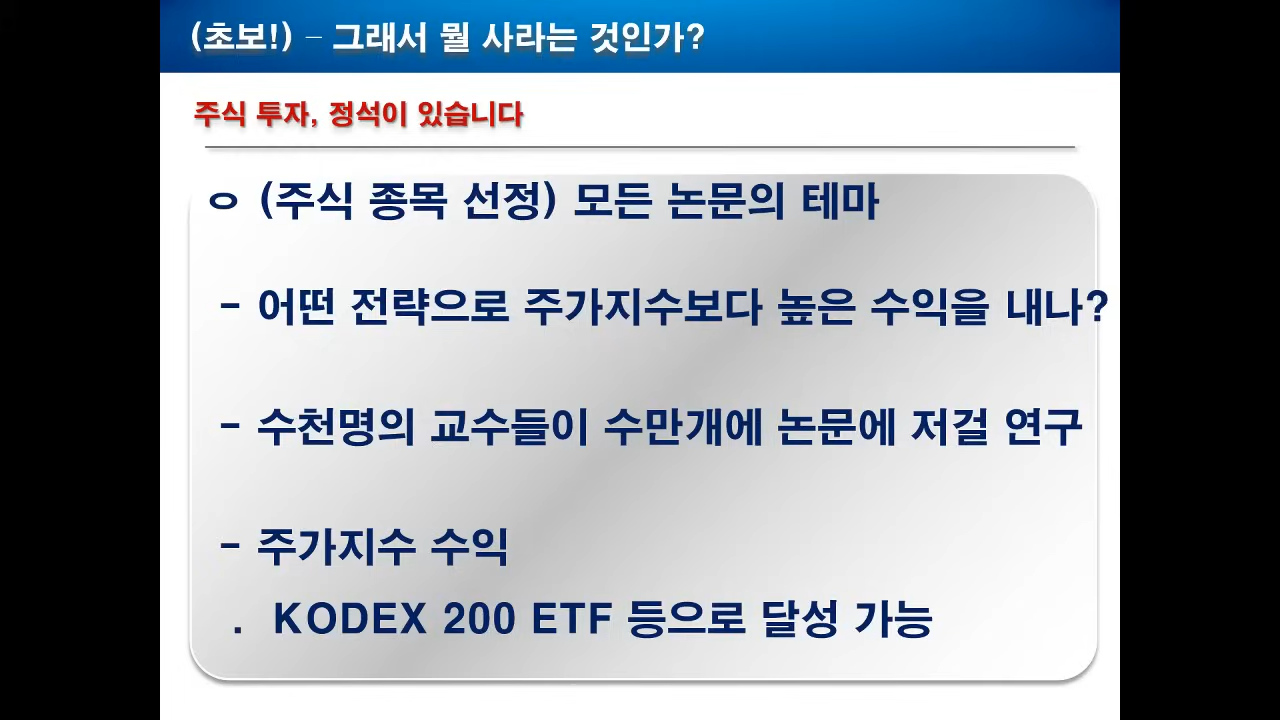 (초보!) – 그래서 뭘 사라는 것인가?
주식 투자, 정석이 있습니다
ㅇ (주식 종목 선정) 모든 논문의 테마
- 어떤 전략으로 주가지수보다 높은 수익을 내나?
- 수천명의 교수들이 수만개에 논문에 저걸 연구
- 주가지수 수익
. KODEX 200 ETF 등으로 달성 가능